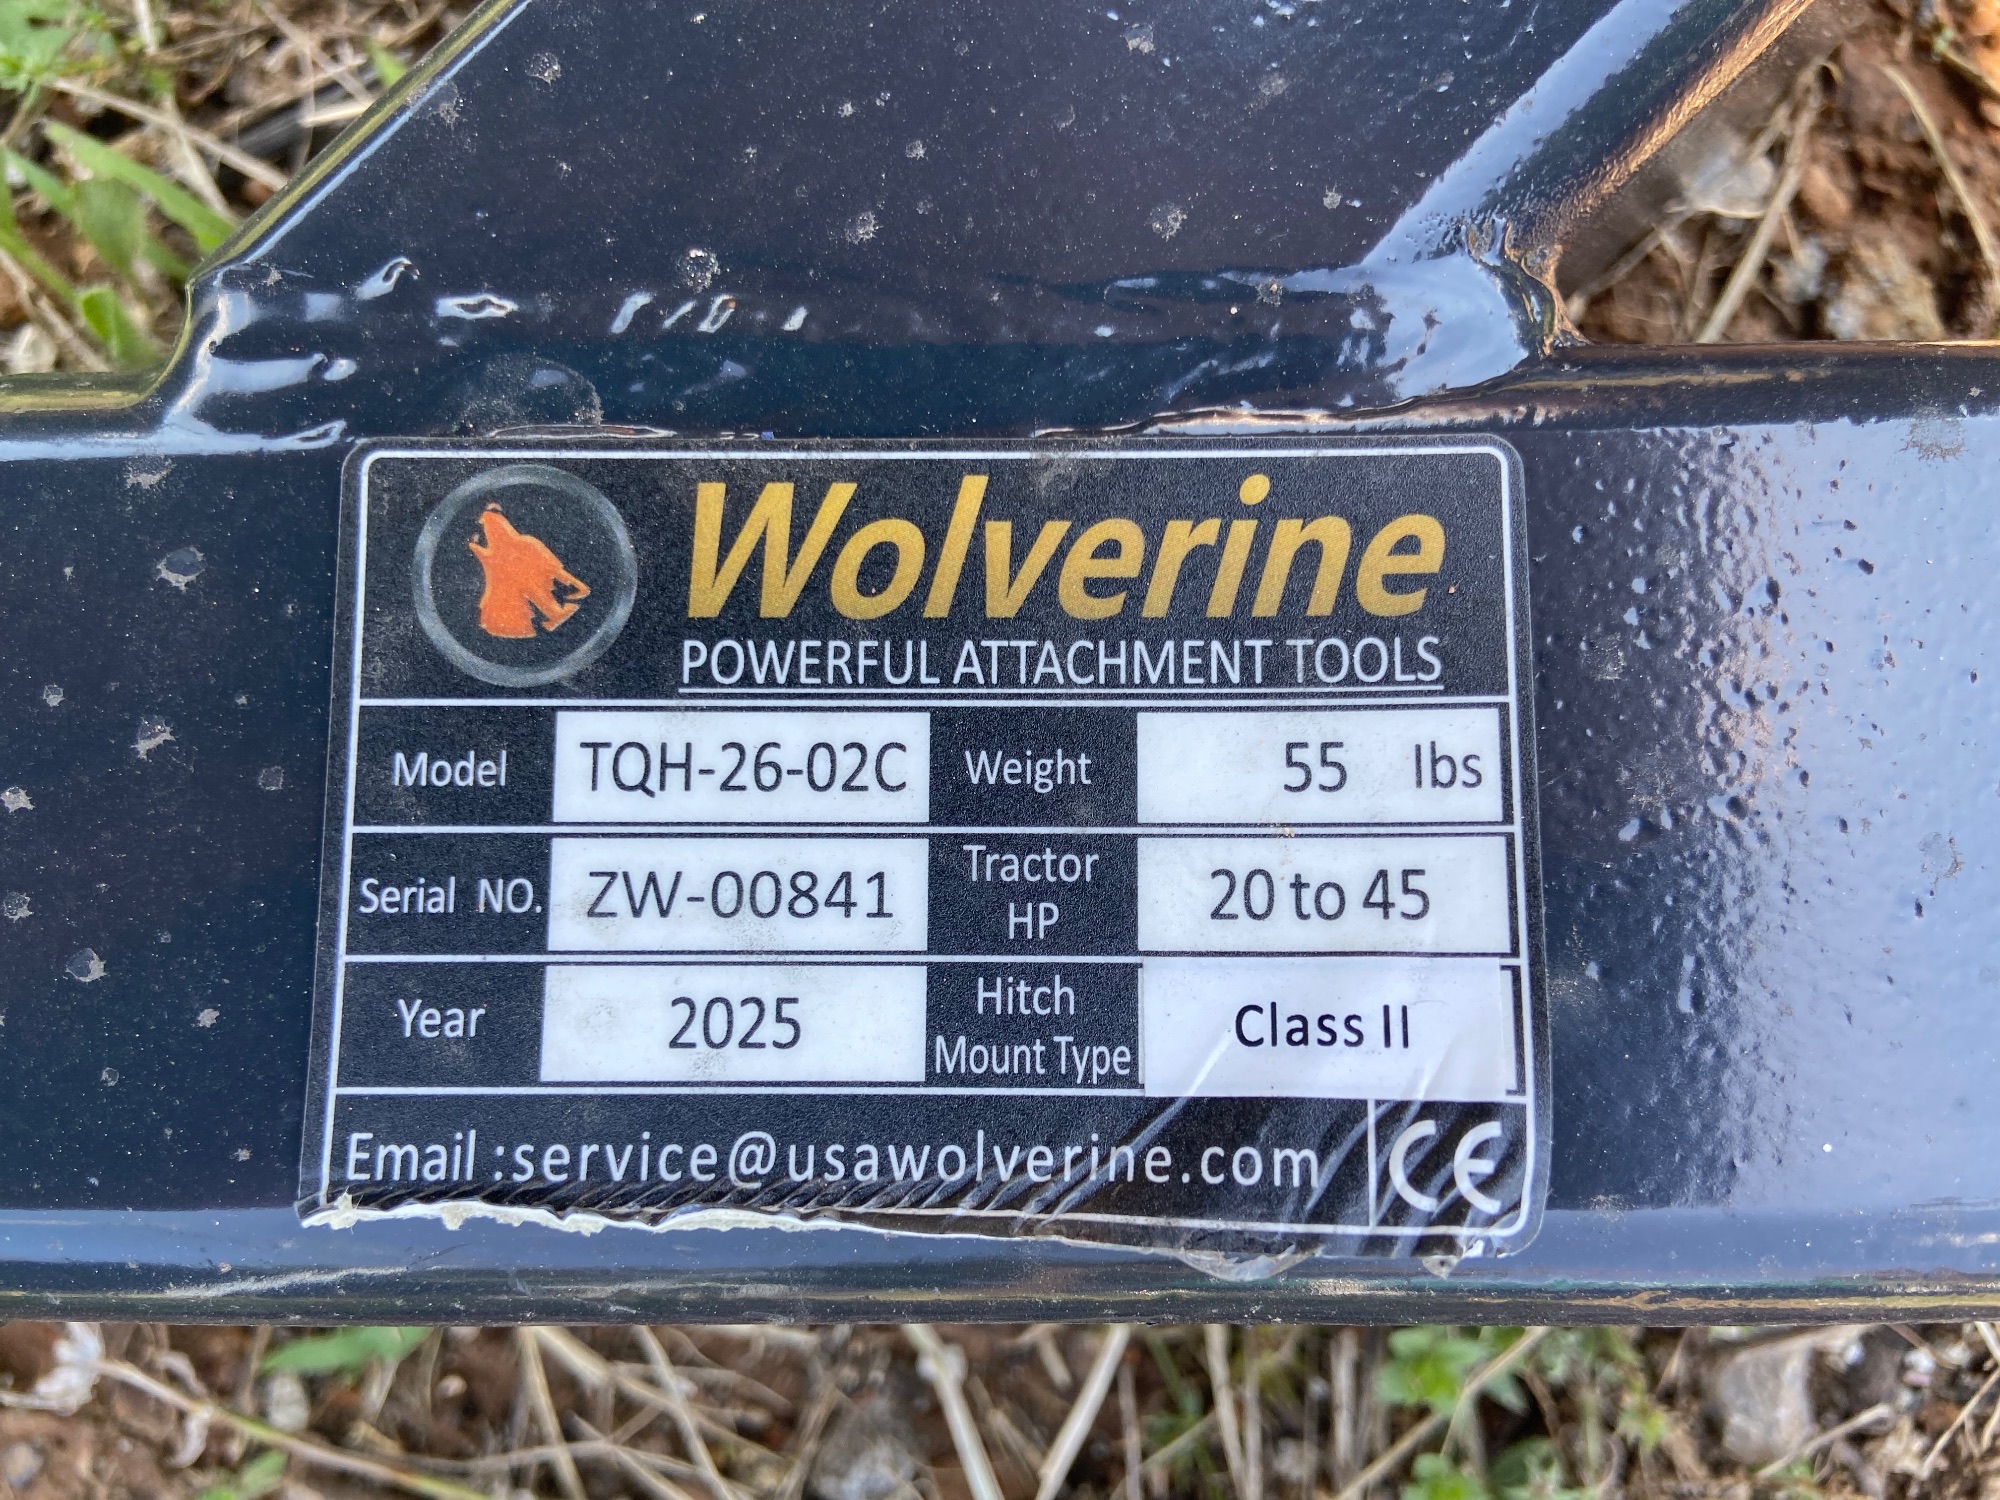 Wolverine
POWERFUL ATTACHMENT TOOLS
Model TQH-26-02C Weight 55 lbs
Serial NO. ZW-00841 Tractor HP 20 to 45
Year 2025 Hitch Mount Type Class II
Email :service@usawolverine.com CE